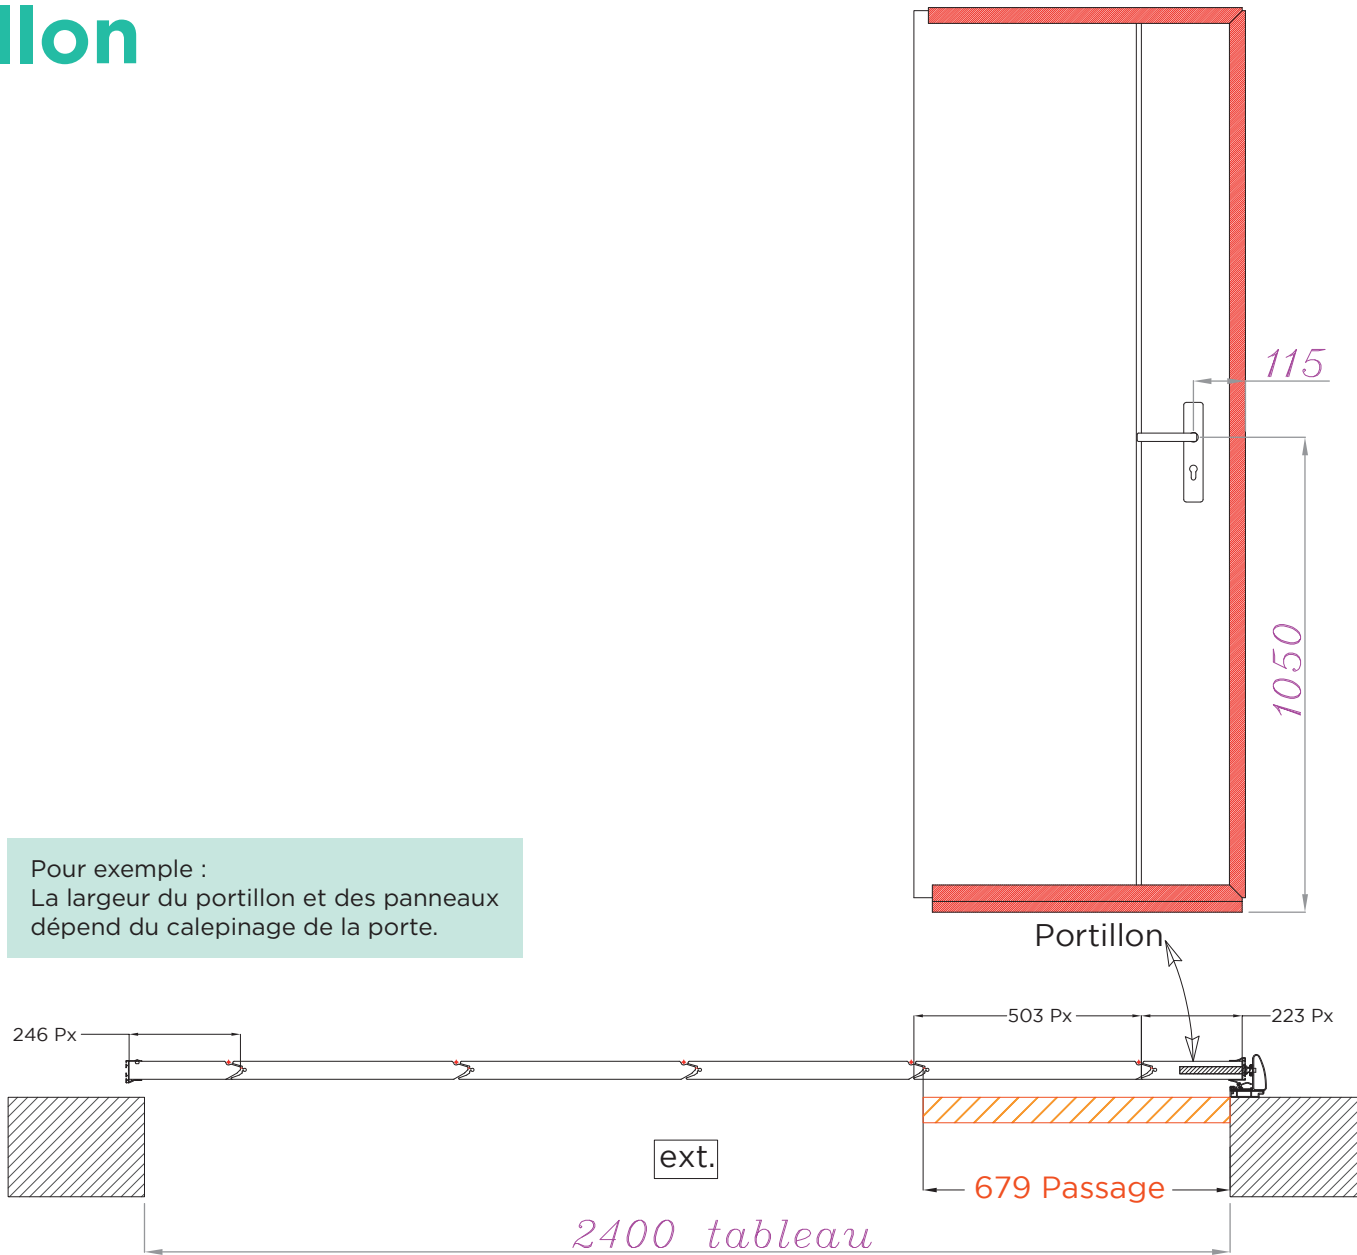 llon
115
1050
Pour exemple :
La largeur du portillon et des panneaux
dépend du calepinage de la porte.
Portillon
246 Px
503 Px
223 Px
ext.
679 Passage
2400 tableau